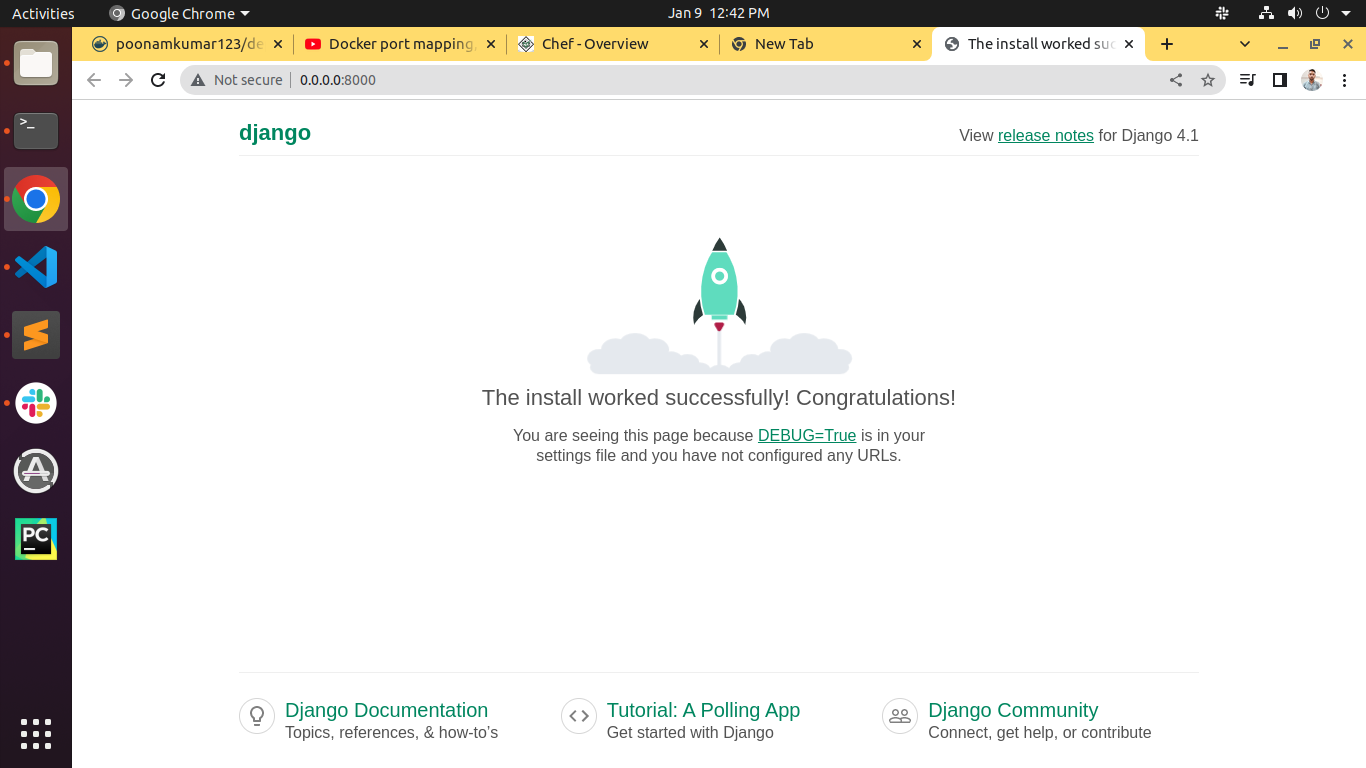 Activities
Google Chrome
Jan 9 12:42 PM
poonamkumar123/de
Docker port mapping,
Chef - Overview
New Tab
The install worked suc
Not secure
0.0.0.0:8000
>_
PC
django
View release notes for Django 4.1
The install worked successfully! Congratulations!
You are seeing this page because DEBUG=True is in your
settings file and you have not configured any URLs.
Django Documentation
Topics, references, & how-to's
Tutorial: A Polling App
Get started with Django
Django Community
Connect, get help, or contribute